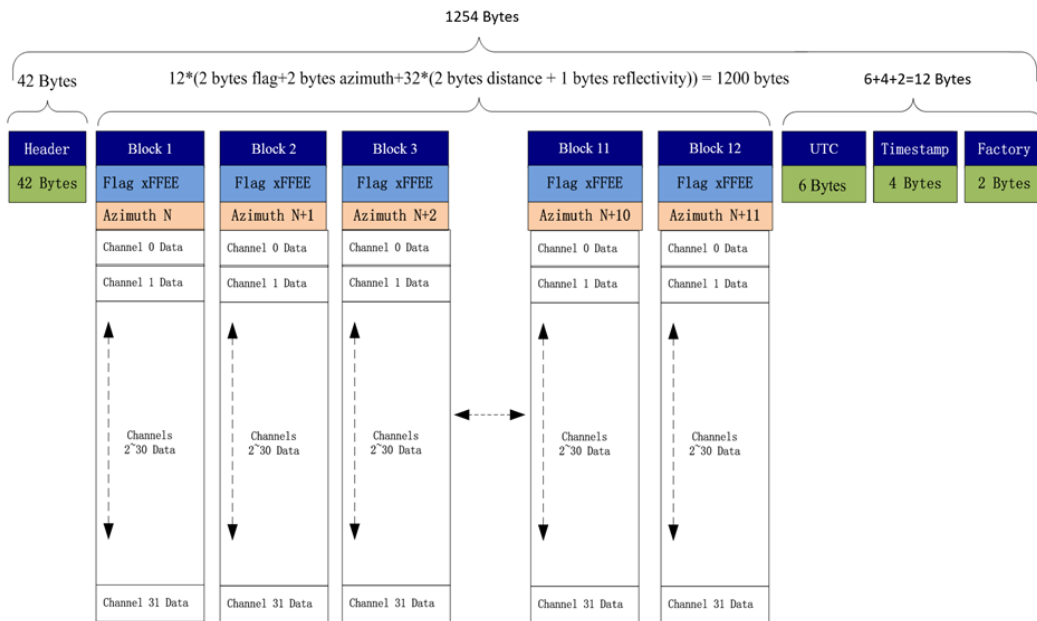 1254 Bytes
42 Bytes
12*(2 bytes flag+2 bytes azimuth+32*(2 bytes distance + 1 bytes reflectivity)) = 1200 bytes
6+4+2=12 Bytes
Header
Block 1
Block 2
Block 3
Block 11
Block 12
UTC
Timestamp
Factory
42 Bytes
Flag xFFEE
Flag xFFEE
Flag xFFEE
Flag xFFEE
Flag xFFEE
6 Bytes
4 Bytes
2 Bytes
Azimuth N
Azimuth N+1
Azimuth N+2
Azimuth N+10
Azimuth N+11
Channel 0 Data
Channel 0 Data
Channel 0 Data
Channel 0 Data
Channel 0 Data
Channel 1 Data
Channel 1 Data
Channel 1 Data
Channel 1 Data
Channel 1 Data
Channels
2~30 Data
Channels
2~30 Data
Channels
2~30 Data
Channels
2~30 Data
Channels
2~30 Data
Channel 31 Data
Channel 31 Data
Channel 31 Data
Channel 31 Data
Channel 31 Data